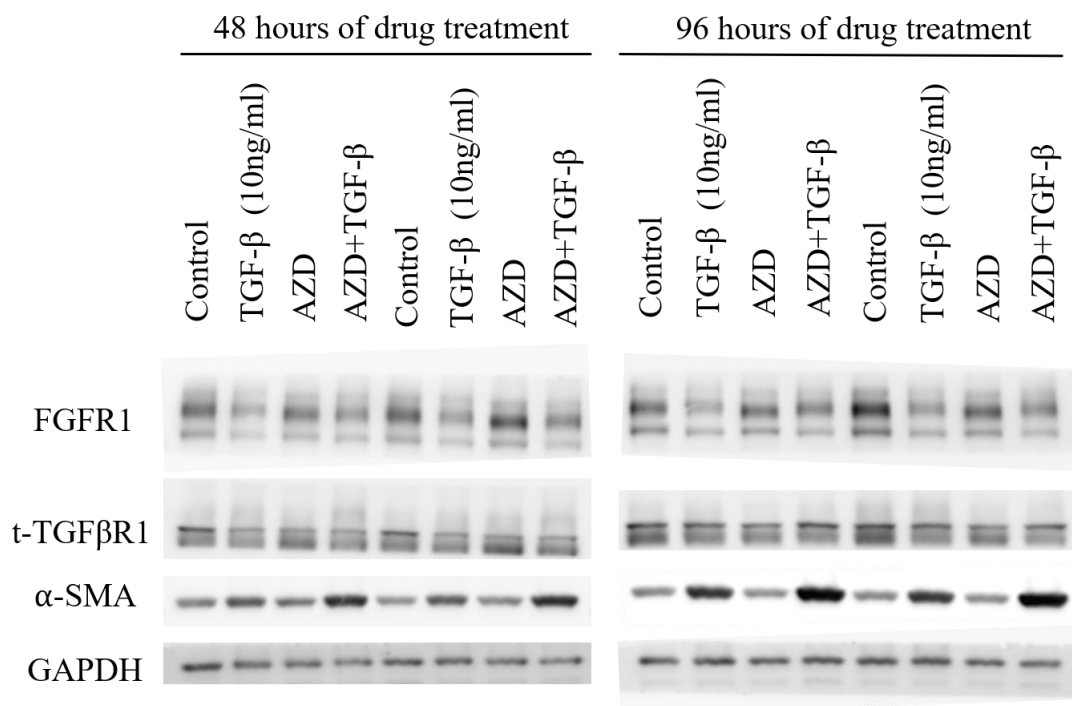 48 hours of drug treatment
96 hours of drug treatment
Control
TGF-β (10ng/ml)
AZD
AZD+TGF-β
Control
TGF-β (10ng/ml)
AZD
AZD+TGF-β
Control
TGF-β (10ng/ml)
AZD
AZD+TGF-β
Control
TGF-β (10ng/ml)
AZD
AZD+TGF-β
FGFR1
t-TGFβR1
α-SMA
GAPDH